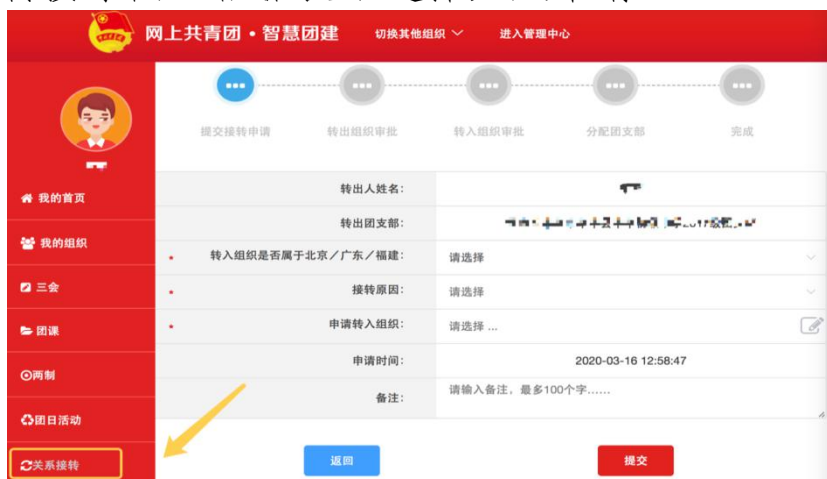 网上共青团·智慧团建 切换其他组织 进入管理中心
提交接转申请 转出组织审批 转入组织审批 分配团支部 完成
转出人姓名:
我的首页
转出团支部:
我的组织
转入组织是否属于北京／广东／福建: 请选择
三会
接转原因: 请选择
团课
申请转入组织: 请选择 ...
申请时间: 2020-03-16 12:58:47
两制
备注: 请输入备注，最多100个字……
团日活动
关系接转
返回 提交